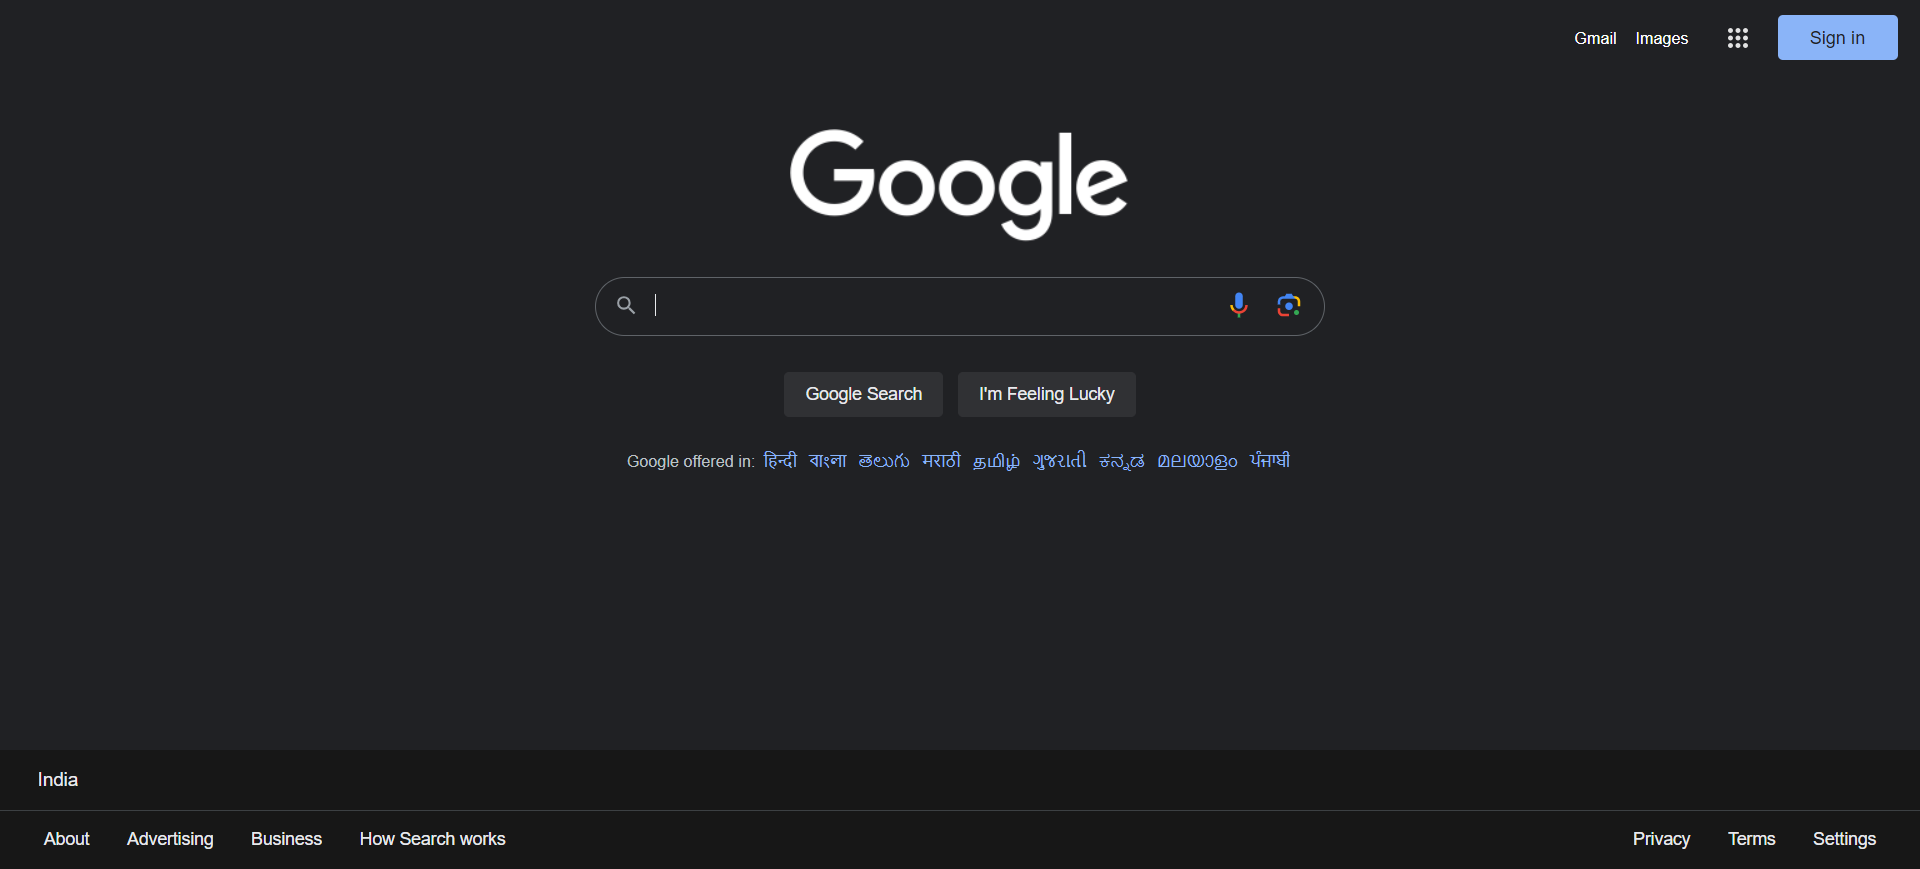 Gmail Images Sign in
Google
Google Search I'm Feeling Lucky
Google offered in: हिन्दी বাংলা తెలుగు मराठी தமிழ் ગુજરાતી ಕನ್ನಡ മലയാളം ਪੰਜਾਬੀ
India
About Advertising Business How Search works Privacy Terms Settings